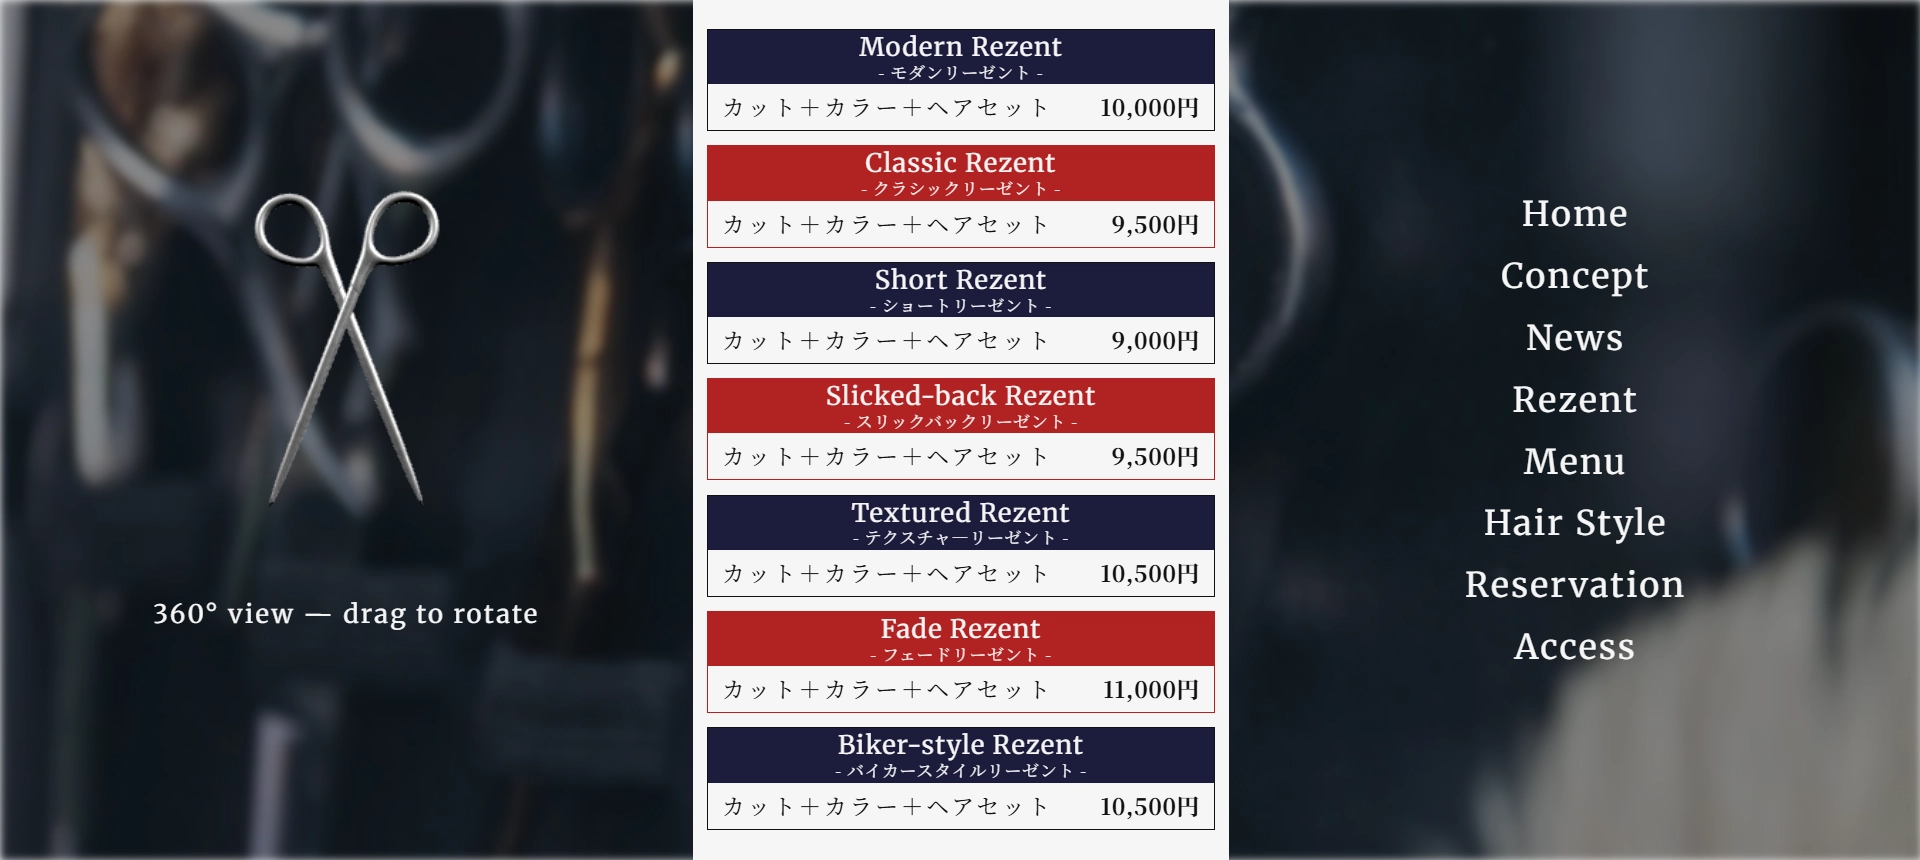 360° view — drag to rotate
Modern Rezent
- モダンリーゼント -
カット＋カラー＋ヘアセット 10,000円
Classic Rezent
- クラシックリーゼント -
カット＋カラー＋ヘアセット 9,500円
Short Rezent
- ショートリーゼント -
カット＋カラー＋ヘアセット 9,000円
Slicked-back Rezent
- スリックバックリーゼント -
カット＋カラー＋ヘアセット 9,500円
Textured Rezent
- テクスチャ―リーゼント -
カット＋カラー＋ヘアセット 10,500円
Fade Rezent
- フェードリーゼント -
カット＋カラー＋ヘアセット 11,000円
Biker-style Rezent
- バイカースタイルリーゼント -
カット＋カラー＋ヘアセット 10,500円
Home
Concept
News
Rezent
Menu
Hair Style
Reservation
Access